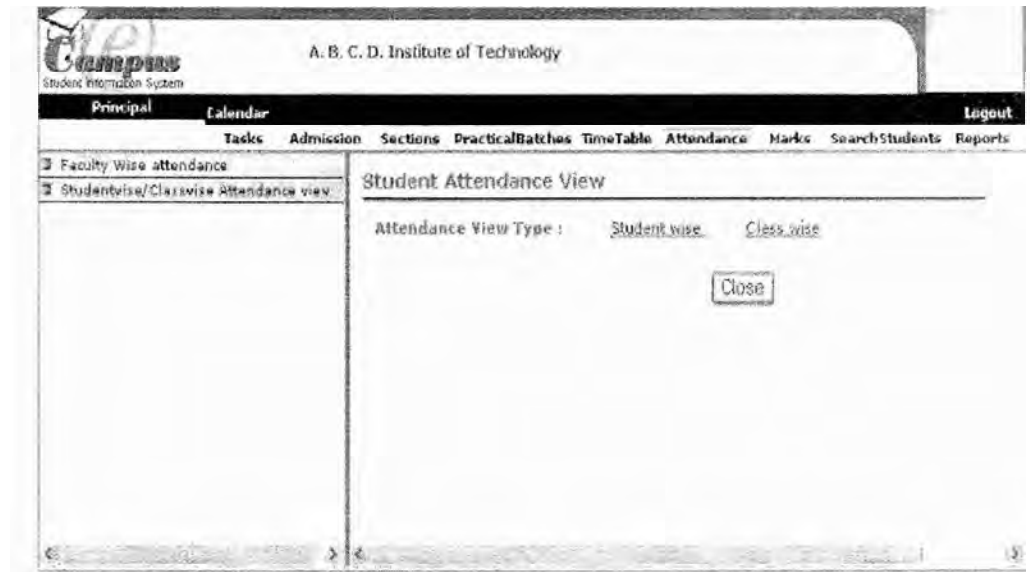 (e)
Campus
Student Information System
A. B. C. D. Institute of Technology
Principal Calendar Logout
Tasks Admission Sections PracticalBatches TimeTable Attendance Marks SearchStudents Reports
Faculty Wise attendance
Studentwise/Classwise Attendance view
Student Attendance View
Attendance View Type : Student wise Class wise
Close